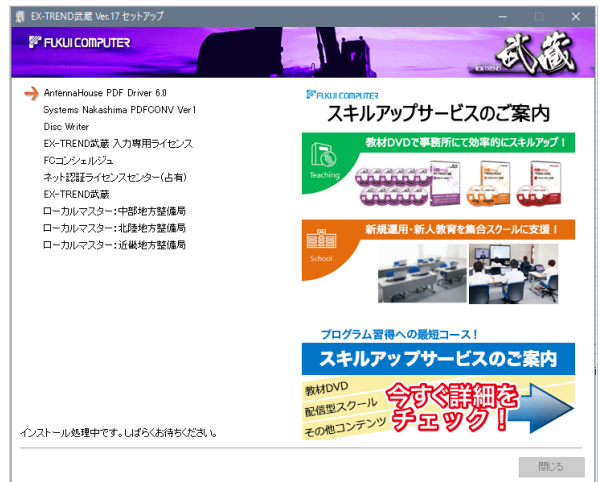 EX-TREND武蔵 Ver.17 セットアップ
FUKUI COMPUTER
EX-TREND 武蔵
AntennaHouse PDF Driver 6.0
Systems Nakashima PDFCONV Ver1
Disc Writer
EX-TREND武蔵 入力専用ライセンス
FCコンシェルジュ
ネット認証ライセンスセンター(占有)
EX-TREND武蔵
ローカルマスター：中部地方整備局
ローカルマスター：北陸地方整備局
ローカルマスター：近畿地方整備局
インストール処理中です。しばらくお待ちください。
FUKUI COMPUTER
スキルアップサービスのご案内
教材DVDで事務所にて効率的にスキルアップ！
Teaching
新規運用・新人教育を集合スクールに支援！
School
プログラム習得への最短コース！
スキルアップサービスのご案内
教材DVD
配信型スクール
その他コンテンツ
今すぐ詳細を
チェック！
閉じる